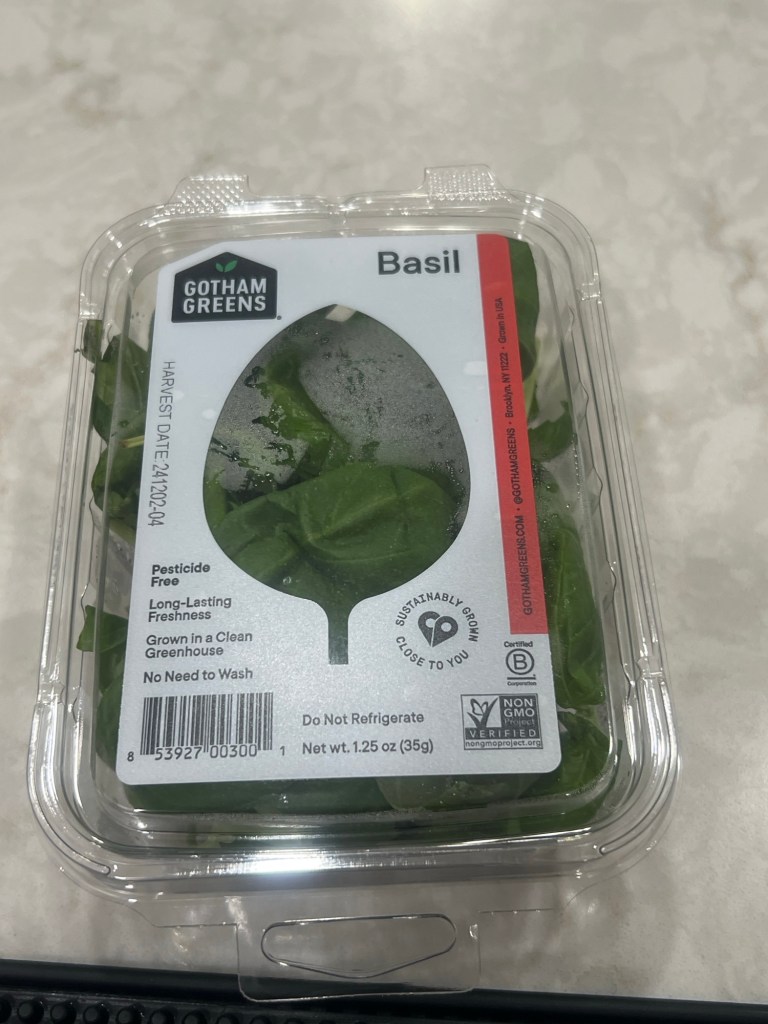 GOTHAM
GREENS
Basil
HARVEST DATE:241202-04
GOTHAMGREENS.COM • @GOTHAMGREENS • Brooklyn, NY 11222 • Grown in USA
Pesticide
Free
Long-Lasting
Freshness
Grown in a Clean
Greenhouse
No Need to Wash
SUSTAINABLY GROWN
CLOSE TO YOU
Certified
B
Corporation
8 53927 00300 1
Do Not Refrigerate
Net wt. 1.25 oz (35g)
NON
GMO
Project
VERIFIED
nongmoproject.org